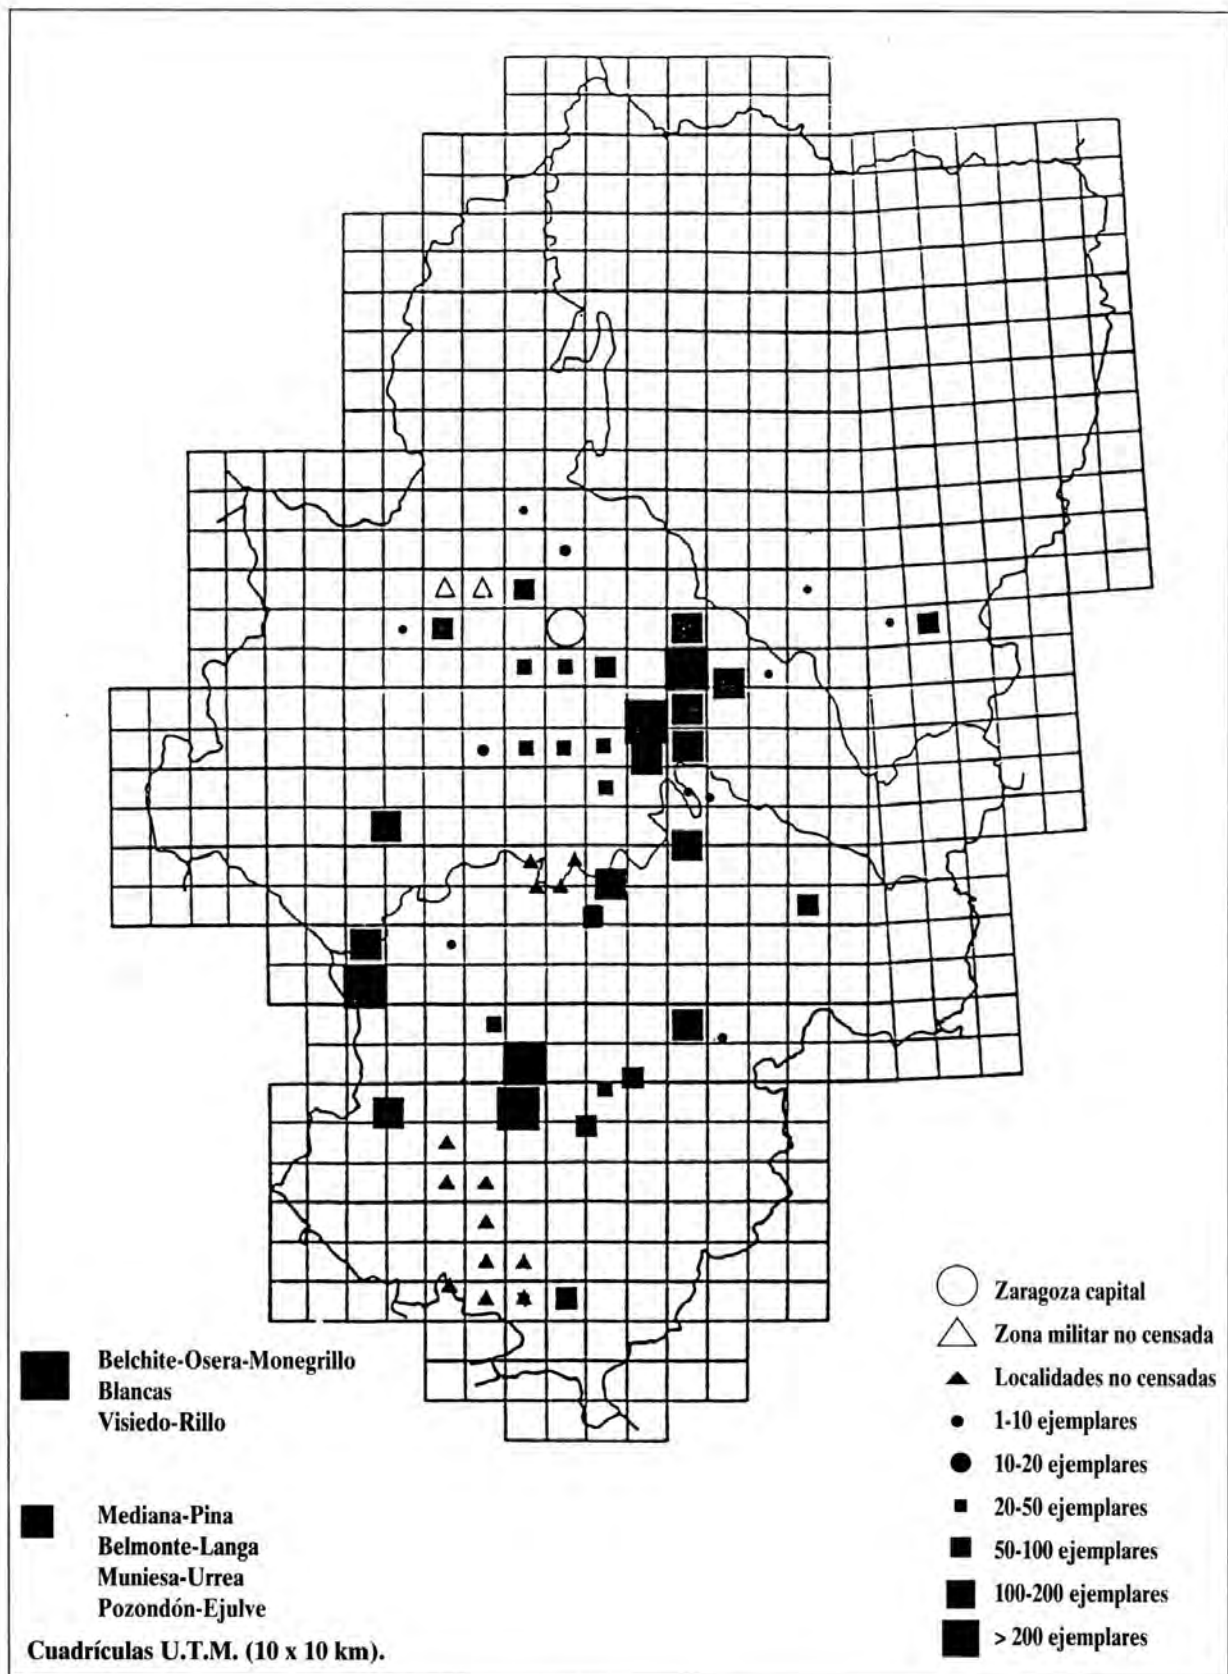 Belchite-Osera-Monegrillo
Blancas
Visiedo-Rillo
Mediana-Pina
Belmonte-Langa
Muniesa-Urrea
Pozondón-Ejulve
Cuadrículas U.T.M. (10 x 10 km).
Zaragoza capital
Zona militar no censada
Localidades no censadas
1-10 ejemplares
10-20 ejemplares
20-50 ejemplares
50-100 ejemplares
100-200 ejemplares
> 200 ejemplares